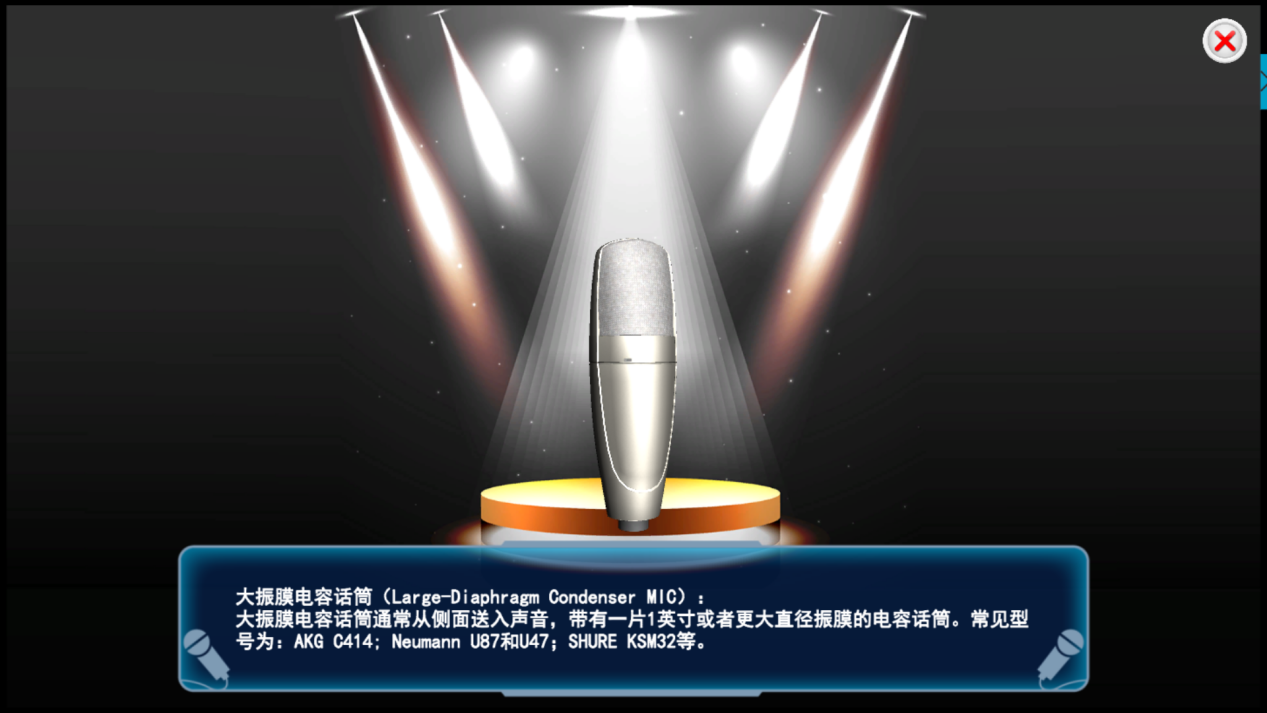 大振膜电容话筒（Large-Diaphragm Condenser MIC）：
大振膜电容话筒通常从侧面送入声音，带有一片1英寸或者更大直径振膜的电容话筒。常见型
号为：AKG C414; Neumann U87和U47；SHURE KSM32等。